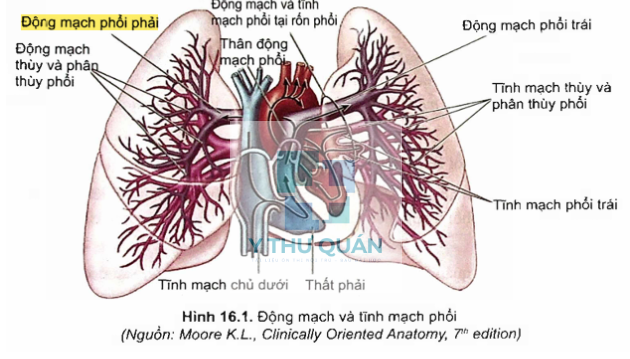 Động mạch phổi phải
Động mạch và tĩnh
mạch phổi tại rốn phổi
Động mạch phổi trái
Động mạch
thùy và phân
thùy phổi
Thân động
mạch phổi
Tĩnh mạch thùy và
phân thùy phổi
Tĩnh mạch phổi trái
Y THƯ QUÁN
Tĩnh mạch chủ dưới
Thất phải
Hình 16.1. Động mạch và tĩnh mạch phổi
(Nguồn: Moore K.L., Clinically Oriented Anatomy, 7th edition)